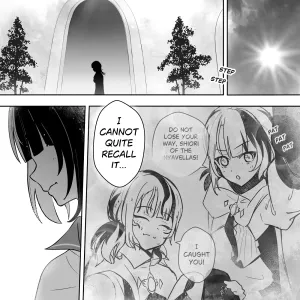 STEP
STEP
I
CANNOT
QUITE
RECALL
IT...
DO NOT
LOSE YOUR
WAY, SHIORI
OF THE
NYAVELLAS!
PAT
PAT
PAT
I
CAUGHT
YOU!